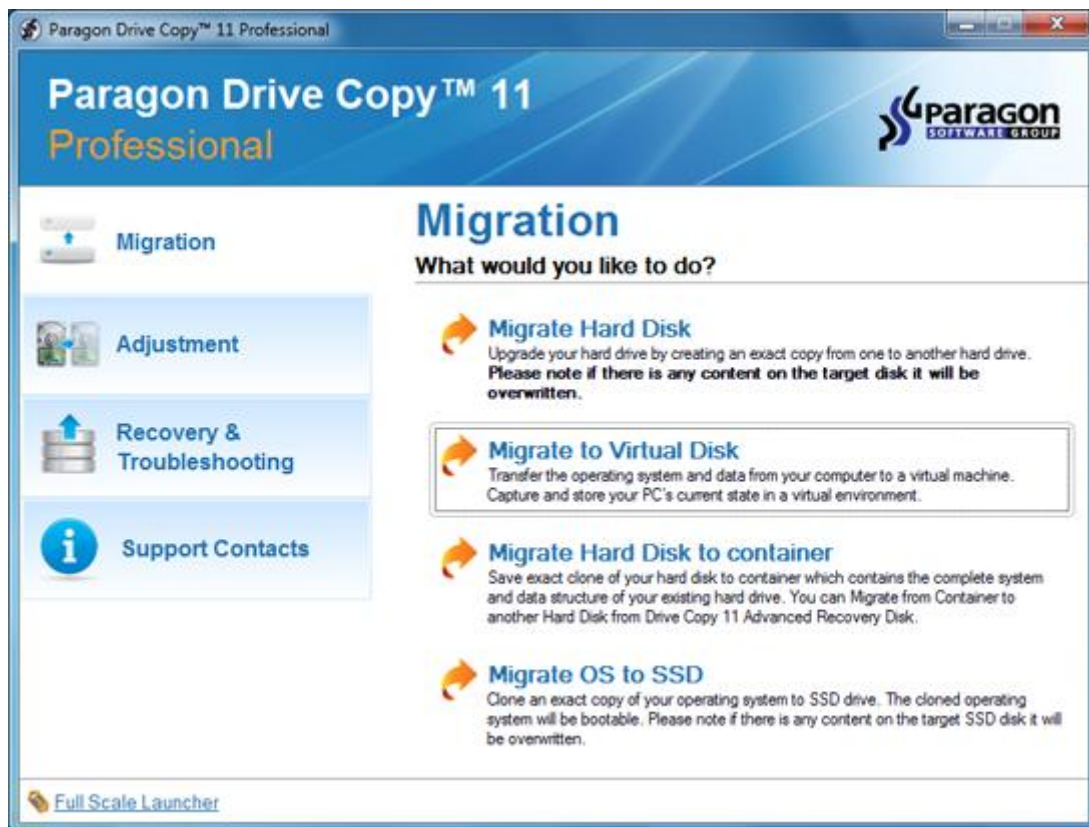 Paragon Drive Copy™ 11 Professional
Paragon Drive Copy™ 11
Professional
Paragon
SOFTWARE GROUP
Migration
Adjustment
Recovery &
Troubleshooting
Support Contacts
Migration
What would you like to do?
Migrate Hard Disk
Upgrade your hard drive by creating an exact copy from one to another hard drive.
Please note if there is any content on the target disk it will be
overwritten.
Migrate to Virtual Disk
Transfer the operating system and data from your computer to a virtual machine.
Capture and store your PC's current state in a virtual environment.
Migrate Hard Disk to container
Save exact clone of your hard disk to container which contains the complete system
and data structure of your existing hard drive. You can Migrate from Container to
another Hard Disk from Drive Copy 11 Advanced Recovery Disk.
Migrate OS to SSD
Clone an exact copy of your operating system to SSD drive. The cloned operating
system will be bootable. Please note if there is any content on the target SSD disk it will
be overwritten.
Full Scale Launcher